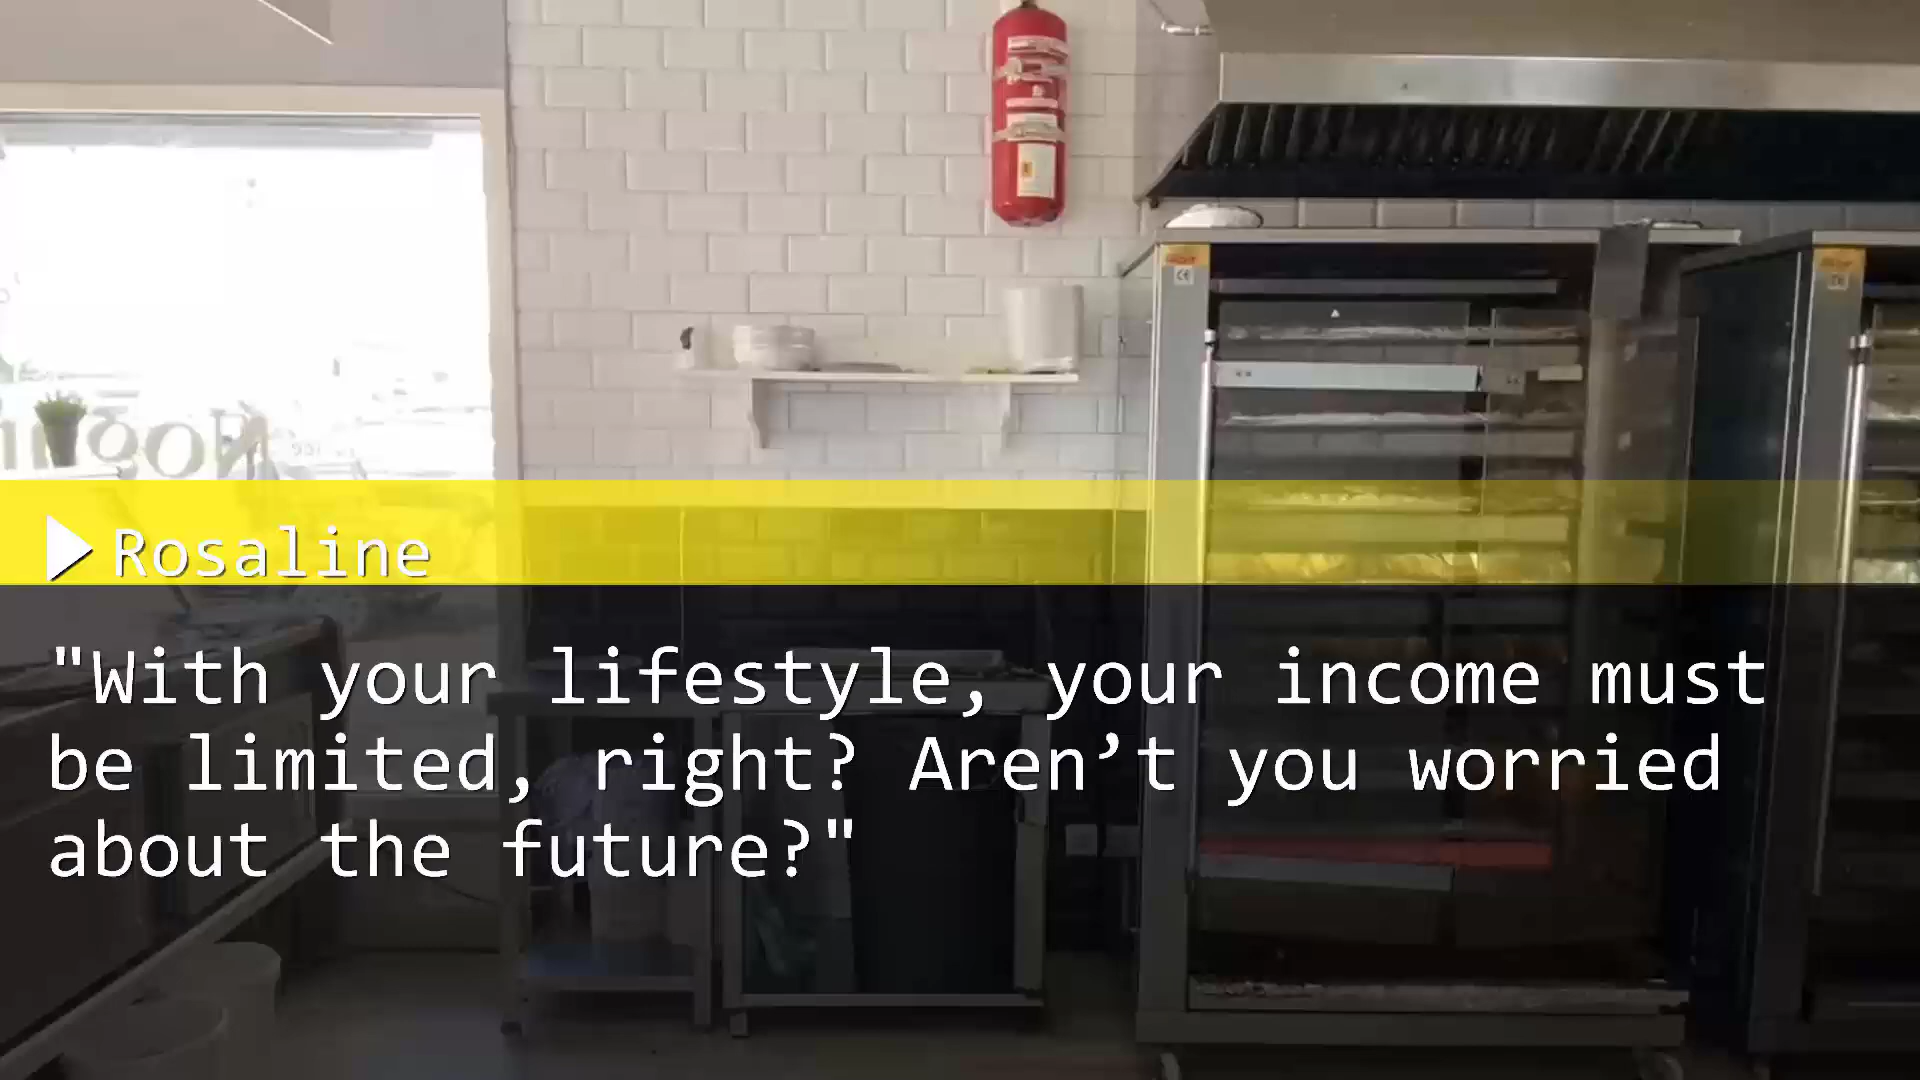 Rosaline
"With your lifestyle, your income must
be limited, right? Aren’t you worried
about the future?"